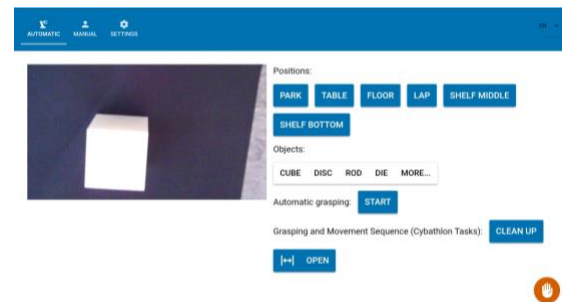 AUTOMATIC MANUAL SETTINGS EN
Positions:
PARK TABLE FLOOR LAP SHELF MIDDLE
SHELF BOTTOM
Objects:
CUBE DISC ROD DIE MORE...
Automatic grasping: START
Grasping and Movement Sequence (Cybathlon Tasks): CLEAN UP
OPEN